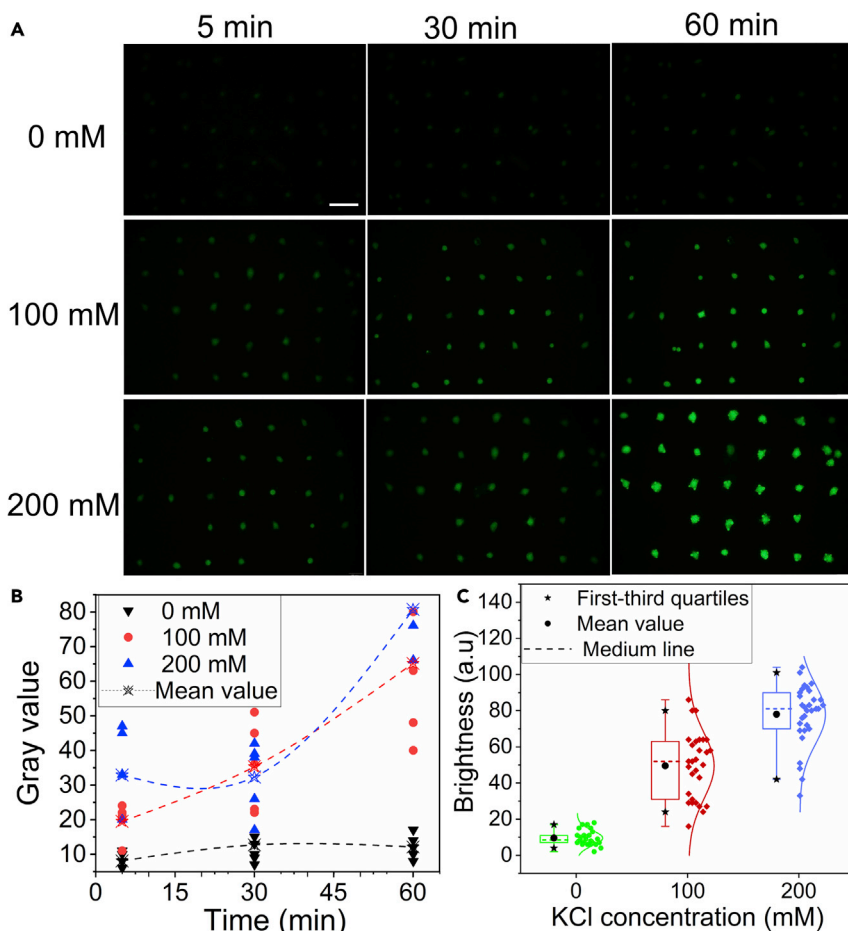 A
5 min 30 min 60 min
0 mM
100 mM
200 mM
B
0 mM
100 mM
200 mM
Mean value
Gray value
80
70
60
50
40
30
20
10
0 15 30 45 60
Time (min)
C
First-third quartiles
Mean value
Medium line
Brightness (a.u)
140
120
100
80
60
40
20
0
0 100 200
KCl concentration (mM)